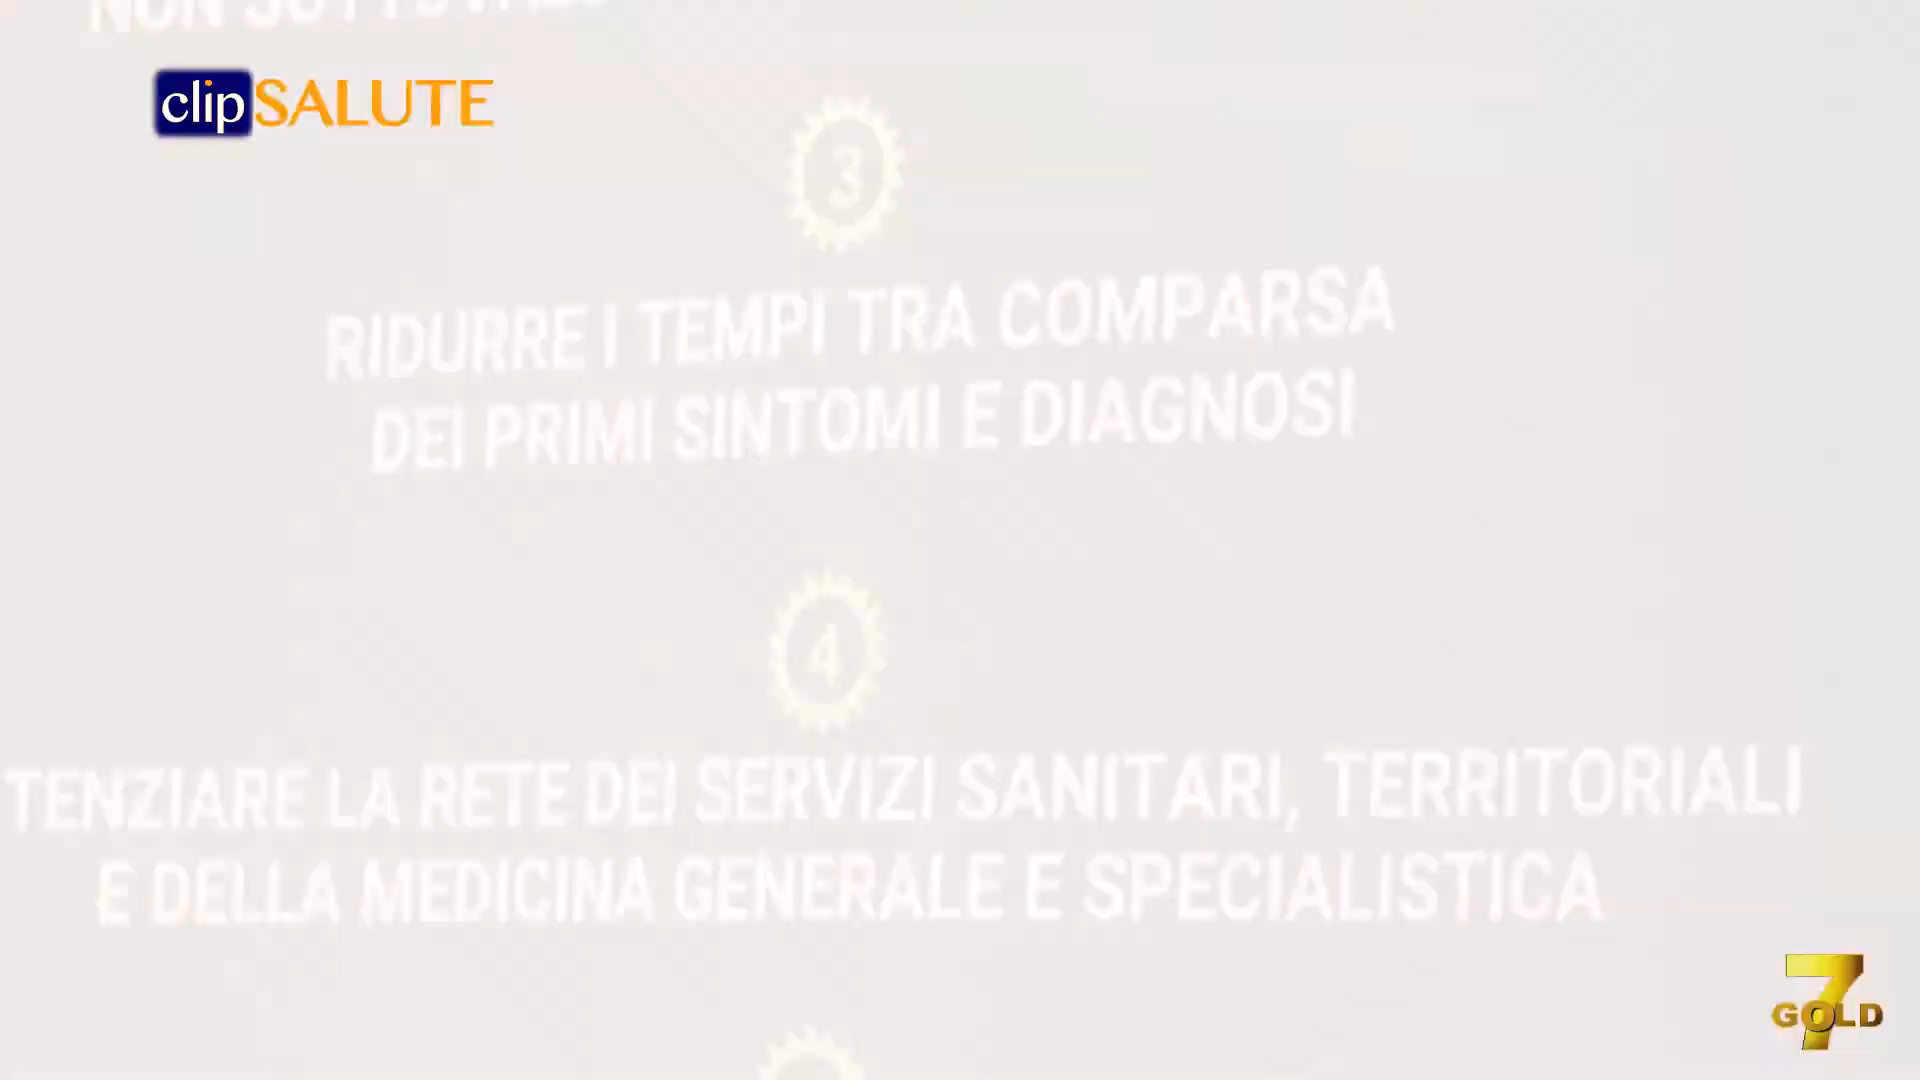 NON
clipSALUTE
3
RIDURRE I TEMPI TRA COMPARSA
DEI PRIMI SINTOMI E DIAGNOSI
4
TENZIARE LA RETE DEI SERVIZI SANITARI, TERRITORIALI
E DELLA MEDICINA GENERALE E SPECIALISTICA
7
GOLD